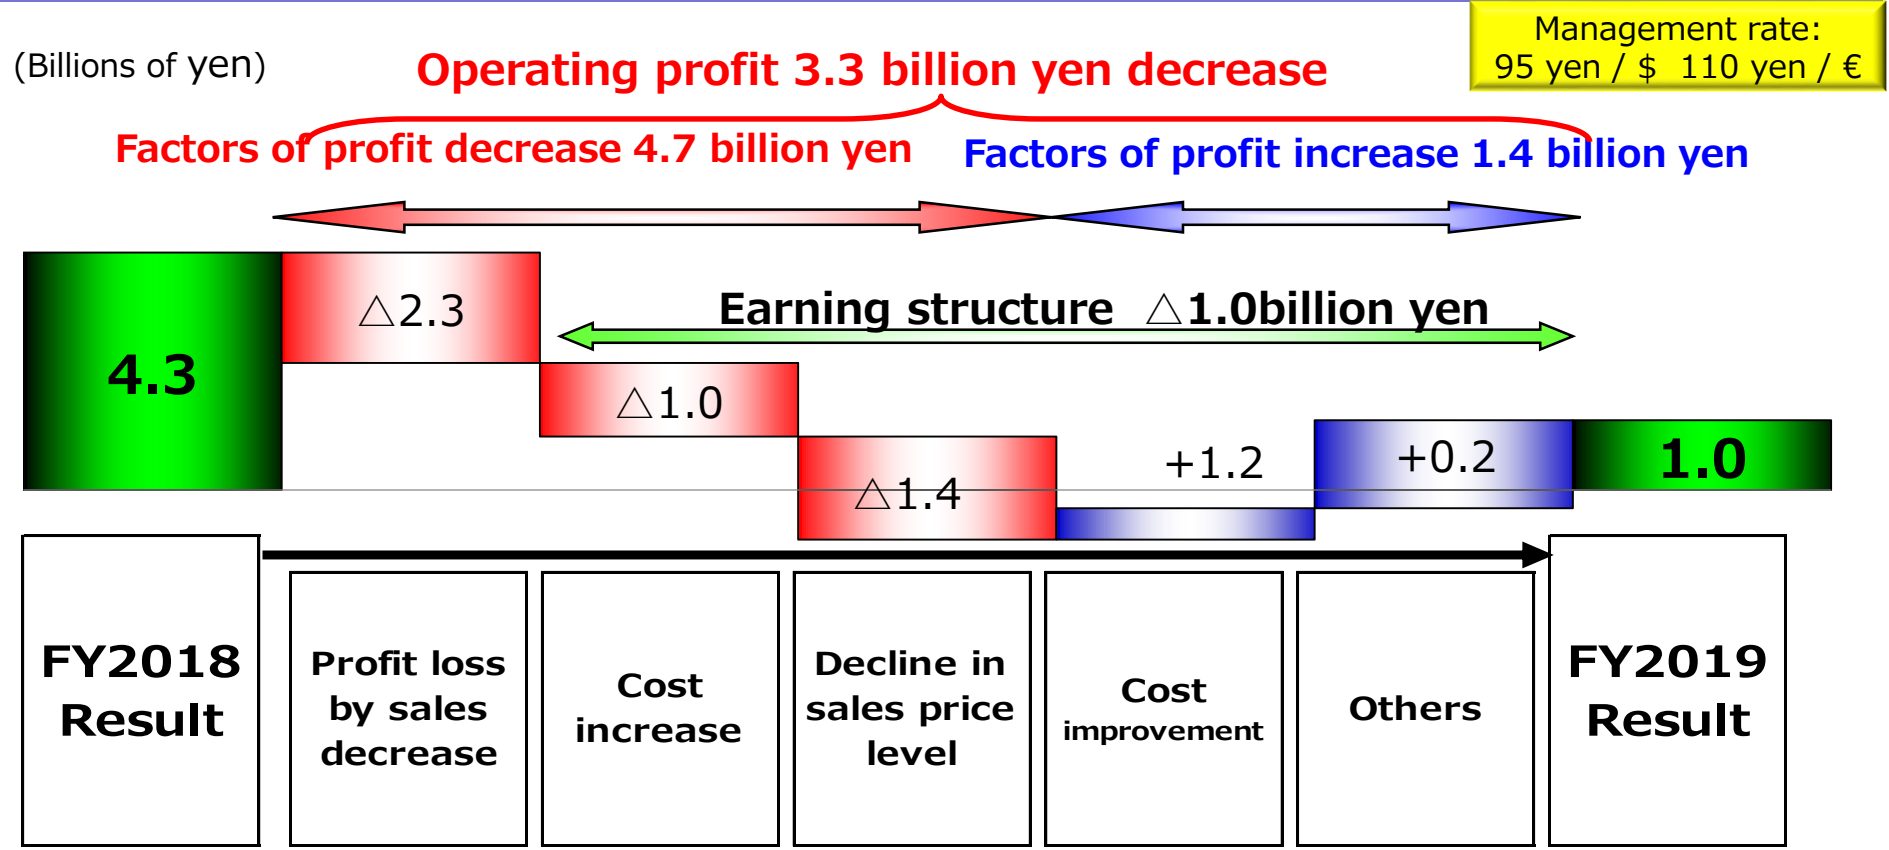 (Billions of yen)
Management rate:
95 yen / $ 110 yen / €
Operating profit 3.3 billion yen decrease
Factors of profit decrease 4.7 billion yen
Factors of profit increase 1.4 billion yen
Earning structure △1.0billion yen
4.3
△2.3
△1.0
△1.4
+1.2
+0.2
1.0
FY2018
Result
Profit loss
by sales
decrease
Cost
increase
Decline in
sales price
level
Cost
improvement
Others
FY2019
Result